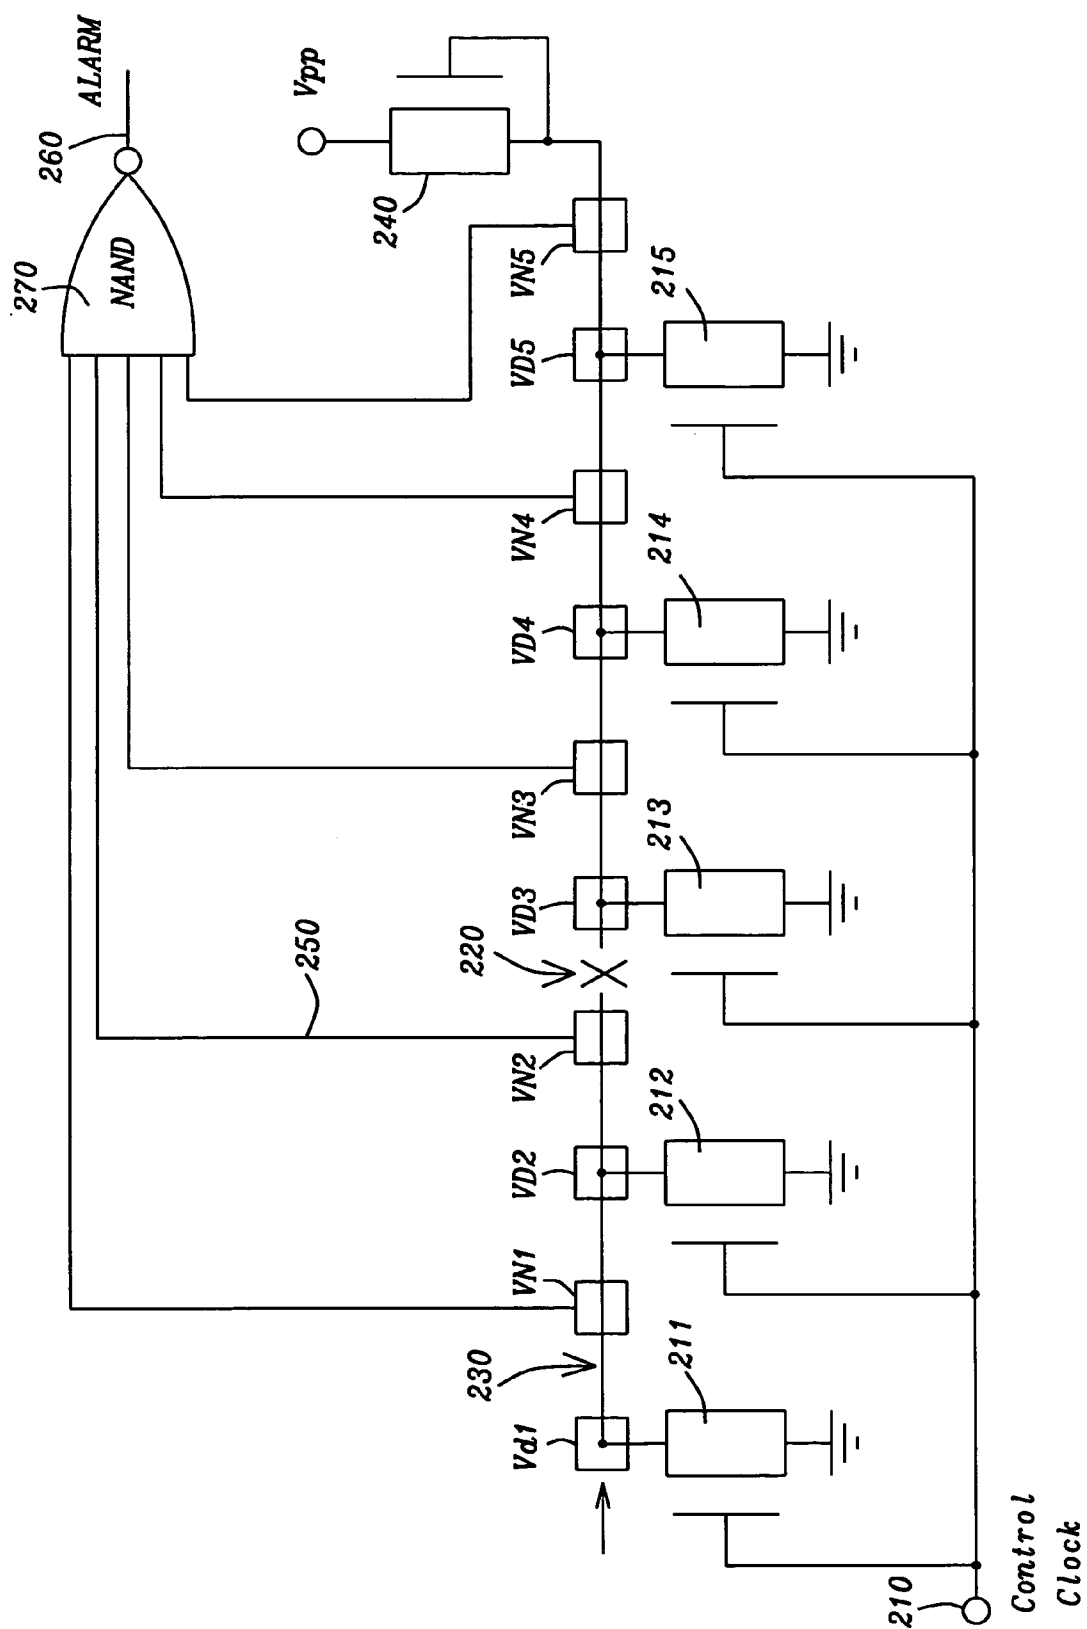 ALARM
260
270
NAND
Vpp
240
VN5
VD5
215
VN4
VD4
214
VN3
VD3
213
220
250
VN2
VD2
212
VN1
230
Vd1
211
210
Control
Clock